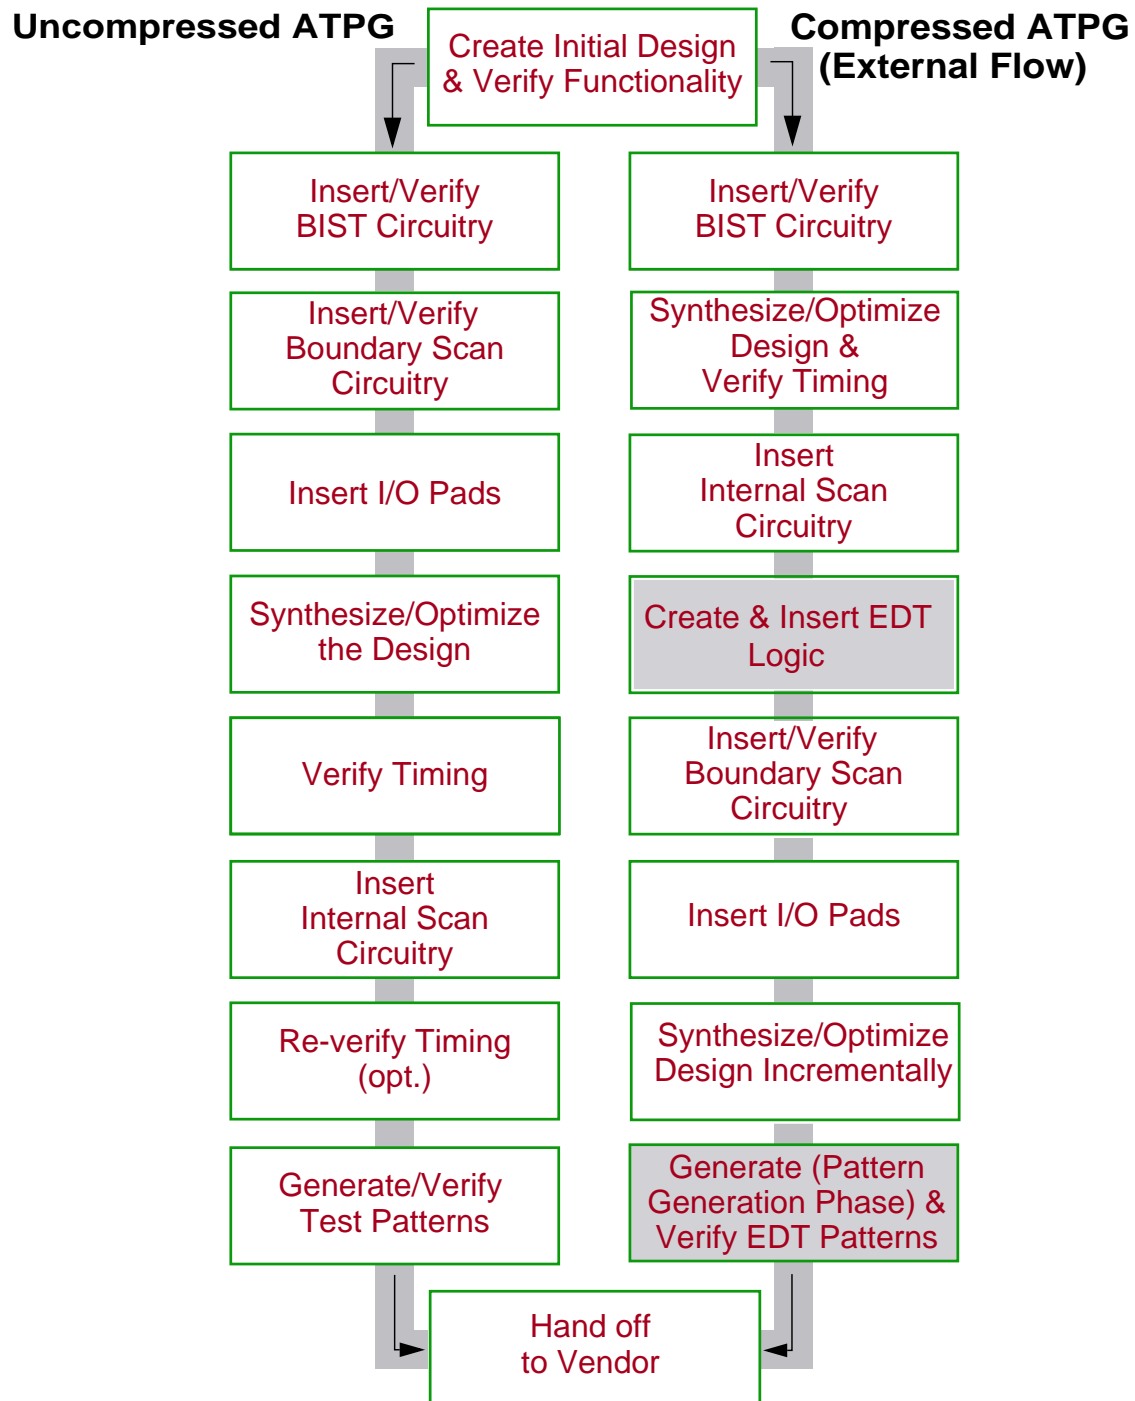 Uncompressed ATPG
Compressed ATPG
(External Flow)
Create Initial Design
& Verify Functionality
Insert/Verify
BIST Circuitry
Insert/Verify
Boundary Scan
Circuitry
Insert I/O Pads
Synthesize/Optimize
the Design
Verify Timing
Insert
Internal Scan
Circuitry
Re-verify Timing
(opt.)
Generate/Verify
Test Patterns
Insert/Verify
BIST Circuitry
Synthesize/Optimize
Design &
Verify Timing
Insert
Internal Scan
Circuitry
Create & Insert EDT
Logic
Insert/Verify
Boundary Scan
Circuitry
Insert I/O Pads
Synthesize/Optimize
Design Incrementally
Generate (Pattern
Generation Phase) &
Verify EDT Patterns
Hand off
to Vendor